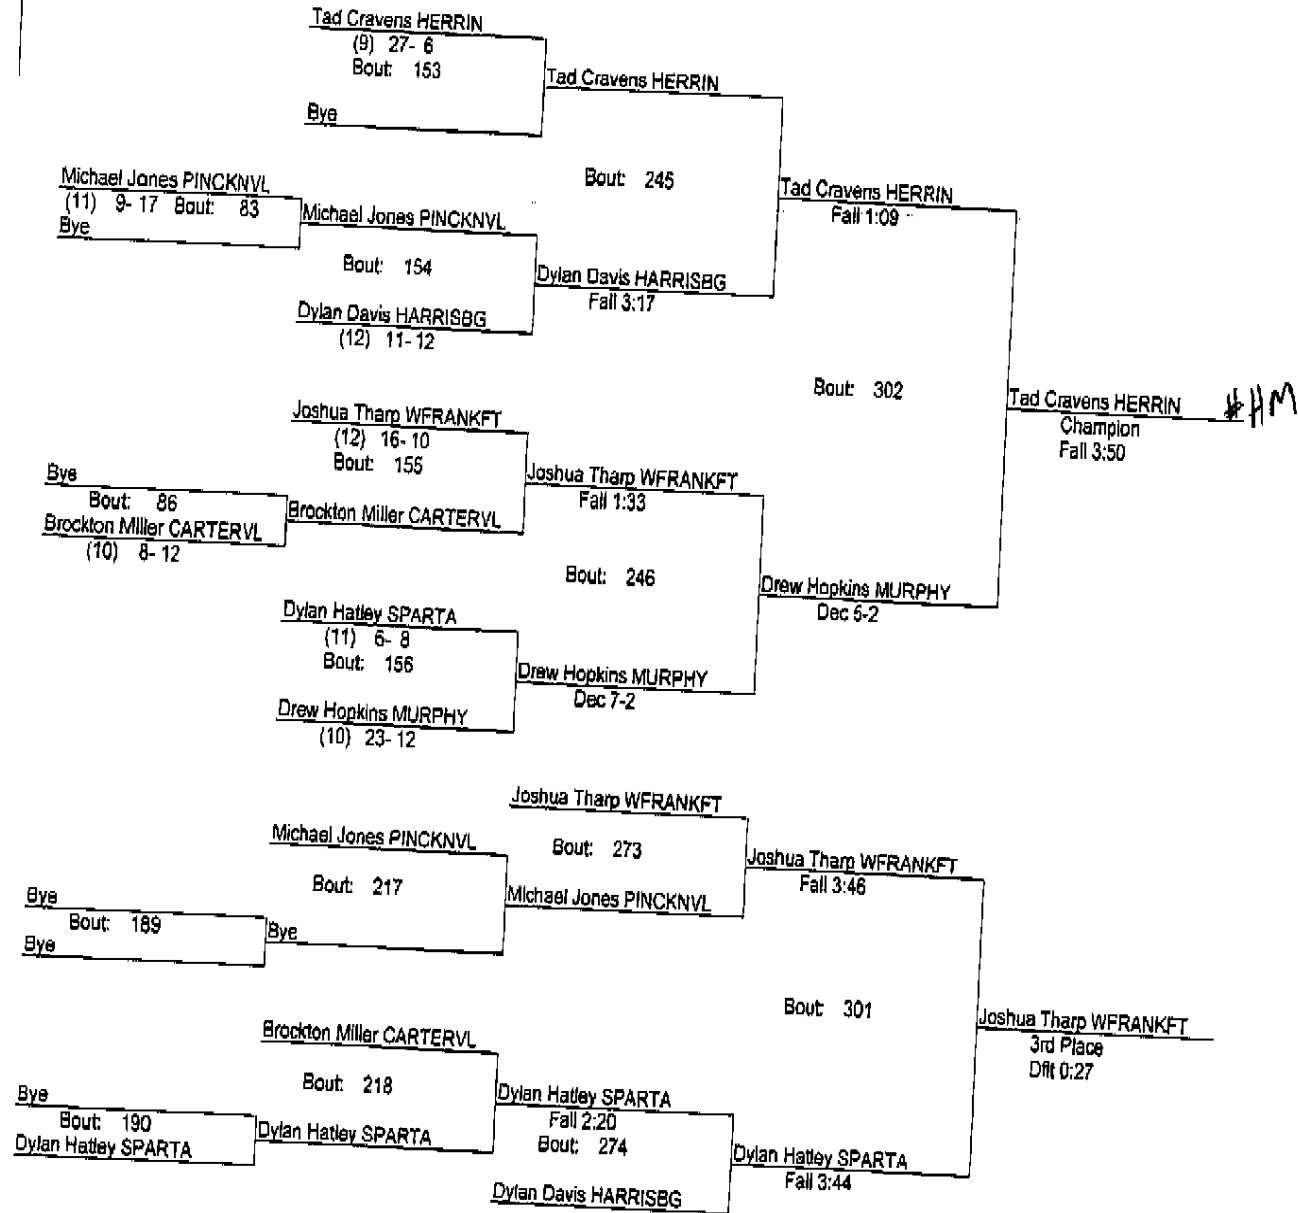 Tad Cravens HERRIN
(9) 27- 6
Bout: 153
Tad Cravens HERRIN
Bye
Bout: 245
Michael Jones PINCKNVL
(11) 9- 17 Bout: 83
Bye
Michael Jones PINCKNVL
Tad Cravens HERRIN
Fall 1:09
Bout: 154
Dylan Davis HARRISBG
Fall 3:17
Dylan Davis HARRISBG
(12) 11- 12
Bout: 302
Tad Cravens HERRIN #HM
Champion
Fall 3:50
Joshua Tharp WFRANKFT
(12) 16- 10
Bout: 155
Joshua Tharp WFRANKFT
Fall 1:33
Bye
Bout: 86
Brockton Miller CARTERVL
Brockton Miller CARTERVL
(10) 8- 12
Bout: 246
Drew Hopkins MURPHY
Dec 5-2
Dylan Hatley SPARTA
(11) 6- 8
Bout: 156
Drew Hopkins MURPHY
Dec 7-2
Drew Hopkins MURPHY
(10) 23- 12
Joshua Tharp WFRANKFT
Michael Jones PINCKNVL
Bout: 273
Joshua Tharp WFRANKFT
Fall 3:46
Bout: 217
Michael Jones PINCKNVL
Bye
Bout: 189
Bye
Bye
Bout: 301
Joshua Tharp WFRANKFT
3rd Place
Dflt 0:27
Brockton Miller CARTERVL
Bout: 218
Dylan Hatley SPARTA
Fall 2:20
Bout: 274
Bye
Bout: 190
Dylan Hatley SPARTA
Dylan Hatley SPARTA
Dylan Hatley SPARTA
Fall 3:44
Dylan Davis HARRISBG